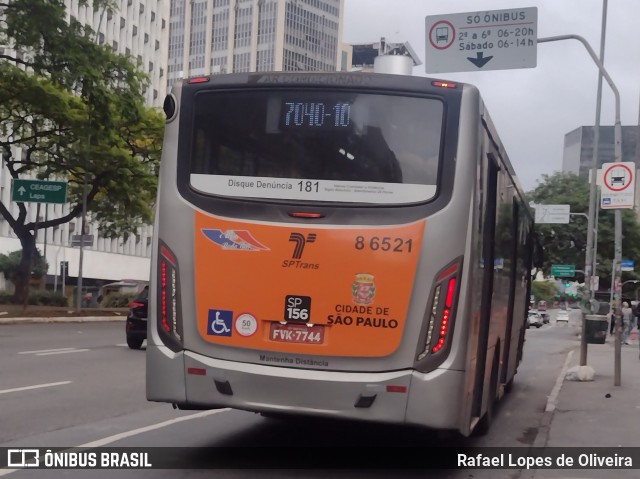 SÓ ÔNIBUS
2ª a 6ª 06-20h
Sábado 06-14h
7040-10
CEAGESP
Lapa
Disque Denúncia 181
SPTrans
8 6521
50
SP
156
CIDADE DE
SÃO PAULO
FVK-7744
Mantenha Distância
ÔNIBUS BRASIL
Rafael Lopes de Oliveira